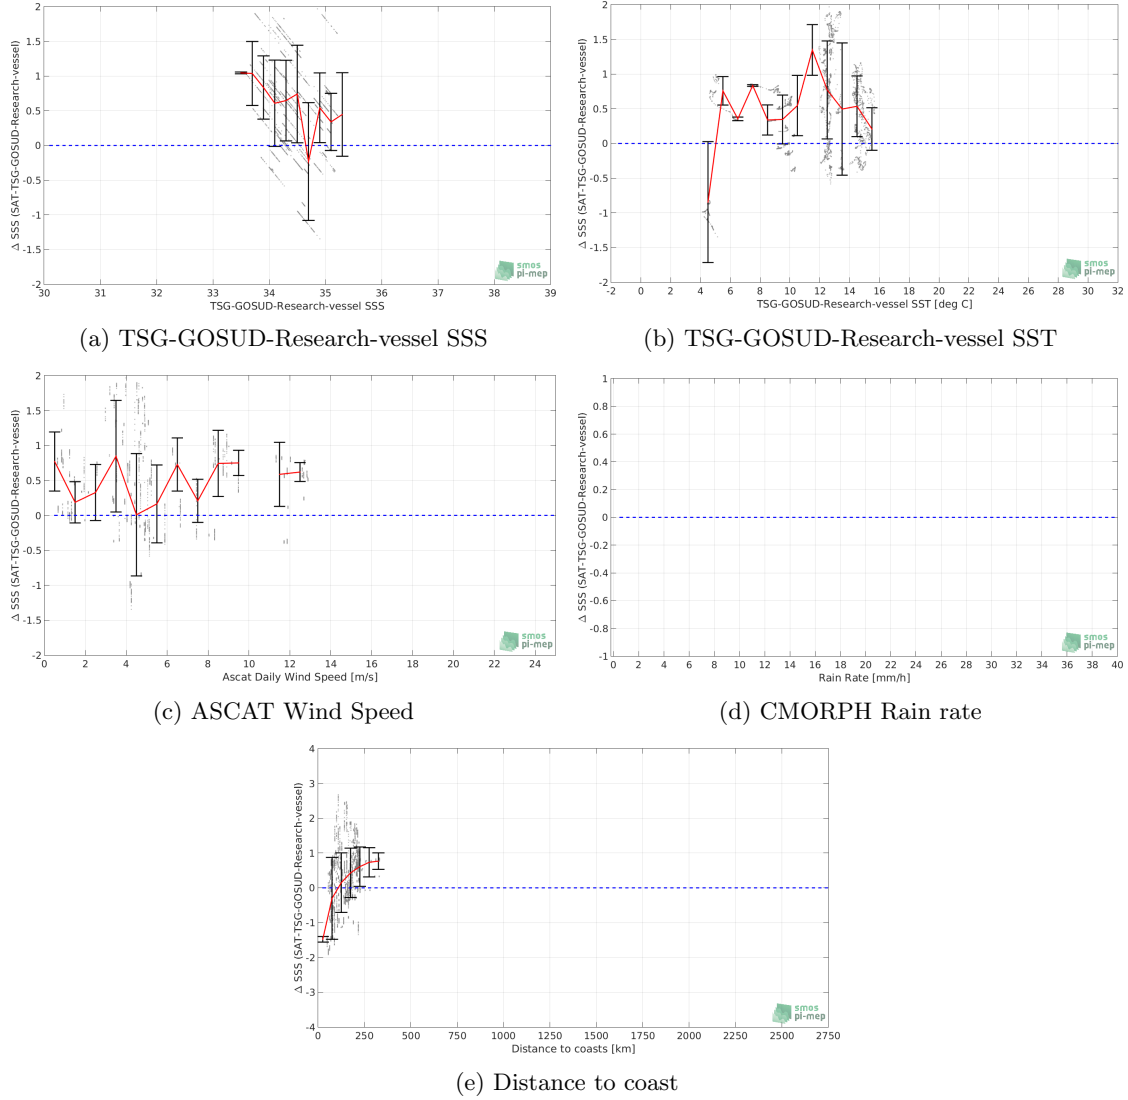 Δ SSS (SAT-TSG-GOSUD-Research-vessel)
2
1.5
1
0.5
0
-0.5
-1
-1.5
-2
30 31 32 33 34 35 36 37 38 39
TSG-GOSUD-Research-vessel SSS
smos
pi-mep
(a) TSG-GOSUD-Research-vessel SSS
Δ SSS (SAT-TSG-GOSUD-Research-vessel)
2
1.5
1
0.5
0
-0.5
-1
-1.5
-2
-2 0 2 4 6 8 10 12 14 16 18 20 22 24 26 28 30 32
TSG-GOSUD-Research-vessel SST [deg C]
smos
pi-mep
(b) TSG-GOSUD-Research-vessel SST
Δ SSS (SAT-TSG-GOSUD-Research-vessel)
2
1.5
1
0.5
0
-0.5
-1
-1.5
-2
0 2 4 6 8 10 12 14 16 18 20 22 24
Ascat Daily Wind Speed [m/s]
smos
pi-mep
(c) ASCAT Wind Speed
Δ SSS (SAT-TSG-GOSUD-Research-vessel)
1
0.8
0.6
0.4
0.2
0
-0.2
-0.4
-0.6
-0.8
-1
0 2 4 6 8 10 12 14 16 18 20 22 24 26 28 30 32 34 36 38 40
Rain Rate [mm/h]
smos
pi-mep
(d) CMORPH Rain rate
Δ SSS (SAT-TSG-GOSUD-Research-vessel)
4
3
2
1
0
-1
-2
-3
-4
0 250 500 750 1000 1250 1500 1750 2000 2250 2500 2750
Distance to coasts [km]
smos
pi-mep
(e) Distance to coast